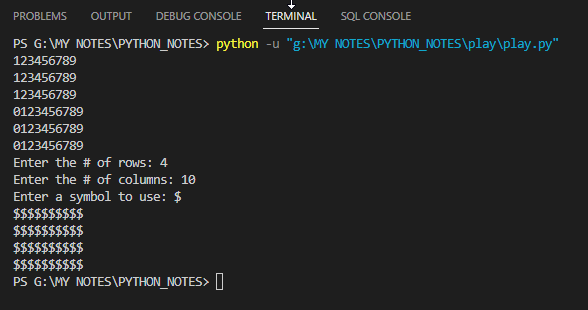 PROBLEMS OUTPUT DEBUG CONSOLE TERMINAL SQL CONSOLE
PS G:\MY NOTES\PYTHON_NOTES> python -u "g:\MY NOTES\PYTHON_NOTES\play\play.py"
123456789
123456789
123456789
0123456789
0123456789
0123456789
Enter the # of rows: 4
Enter the # of columns: 10
Enter a symbol to use: $
$$$$$$$$$$
$$$$$$$$$$
$$$$$$$$$$
$$$$$$$$$$
PS G:\MY NOTES\PYTHON_NOTES>